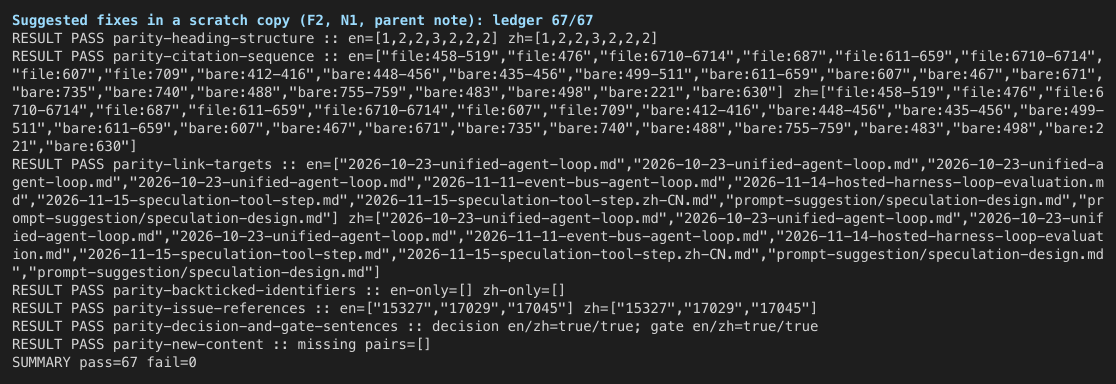 Suggested fixes in a scratch copy (F2, N1, parent note): ledger 67/67
RESULT PASS parity-heading-structure :: en=[1,2,2,3,2,2,2] zh=[1,2,2,3,2,2,2]
RESULT PASS parity-citation-sequence :: en=["file:458-519","file:476","file:6710-6714","file:687","file:611-659","file:6710-6714",
"file:607","file:709","bare:412-416","bare:448-456","bare:435-456","bare:499-511","bare:611-659","bare:607","bare:467","bare:671",
"bare:735","bare:740","bare:488","bare:755-759","bare:483","bare:498","bare:221","bare:630"] zh=["file:458-519","file:476","file:6
710-6714","file:687","file:611-659","file:6710-6714","file:607","file:709","bare:412-416","bare:448-456","bare:435-456","bare:499-
511","bare:611-659","bare:607","bare:467","bare:671","bare:735","bare:740","bare:488","bare:755-759","bare:483","bare:498","bare:2
21","bare:630"]
RESULT PASS parity-link-targets :: en=["2026-10-23-unified-agent-loop.md","2026-10-23-unified-agent-loop.md","2026-10-23-unified-a
gent-loop.md","2026-10-23-unified-agent-loop.md","2026-11-11-event-bus-agent-loop.md","2026-11-14-hosted-harness-loop-evaluation.m
d","2026-11-15-speculation-tool-step.md","2026-11-15-speculation-tool-step.zh-CN.md","prompt-suggestion/speculation-design.md","pr
ompt-suggestion/speculation-design.md"] zh=["2026-10-23-unified-agent-loop.md","2026-10-23-unified-agent-loop.md","2026-10-23-unif
ied-agent-loop.md","2026-10-23-unified-agent-loop.md","2026-11-11-event-bus-agent-loop.md","2026-11-14-hosted-harness-loop-evaluat
ion.md","2026-11-15-speculation-tool-step.md","2026-11-15-speculation-tool-step.zh-CN.md","prompt-suggestion/speculation-design.md
","prompt-suggestion/speculation-design.md"]
RESULT PASS parity-backticked-identifiers :: en-only=[] zh-only=[]
RESULT PASS parity-issue-references :: en=["15327","17029","17045"] zh=["15327","17029","17045"]
RESULT PASS parity-decision-and-gate-sentences :: decision en/zh=true/true; gate en/zh=true/true
RESULT PASS parity-new-content :: missing pairs=[]
SUMMARY pass=67 fail=0